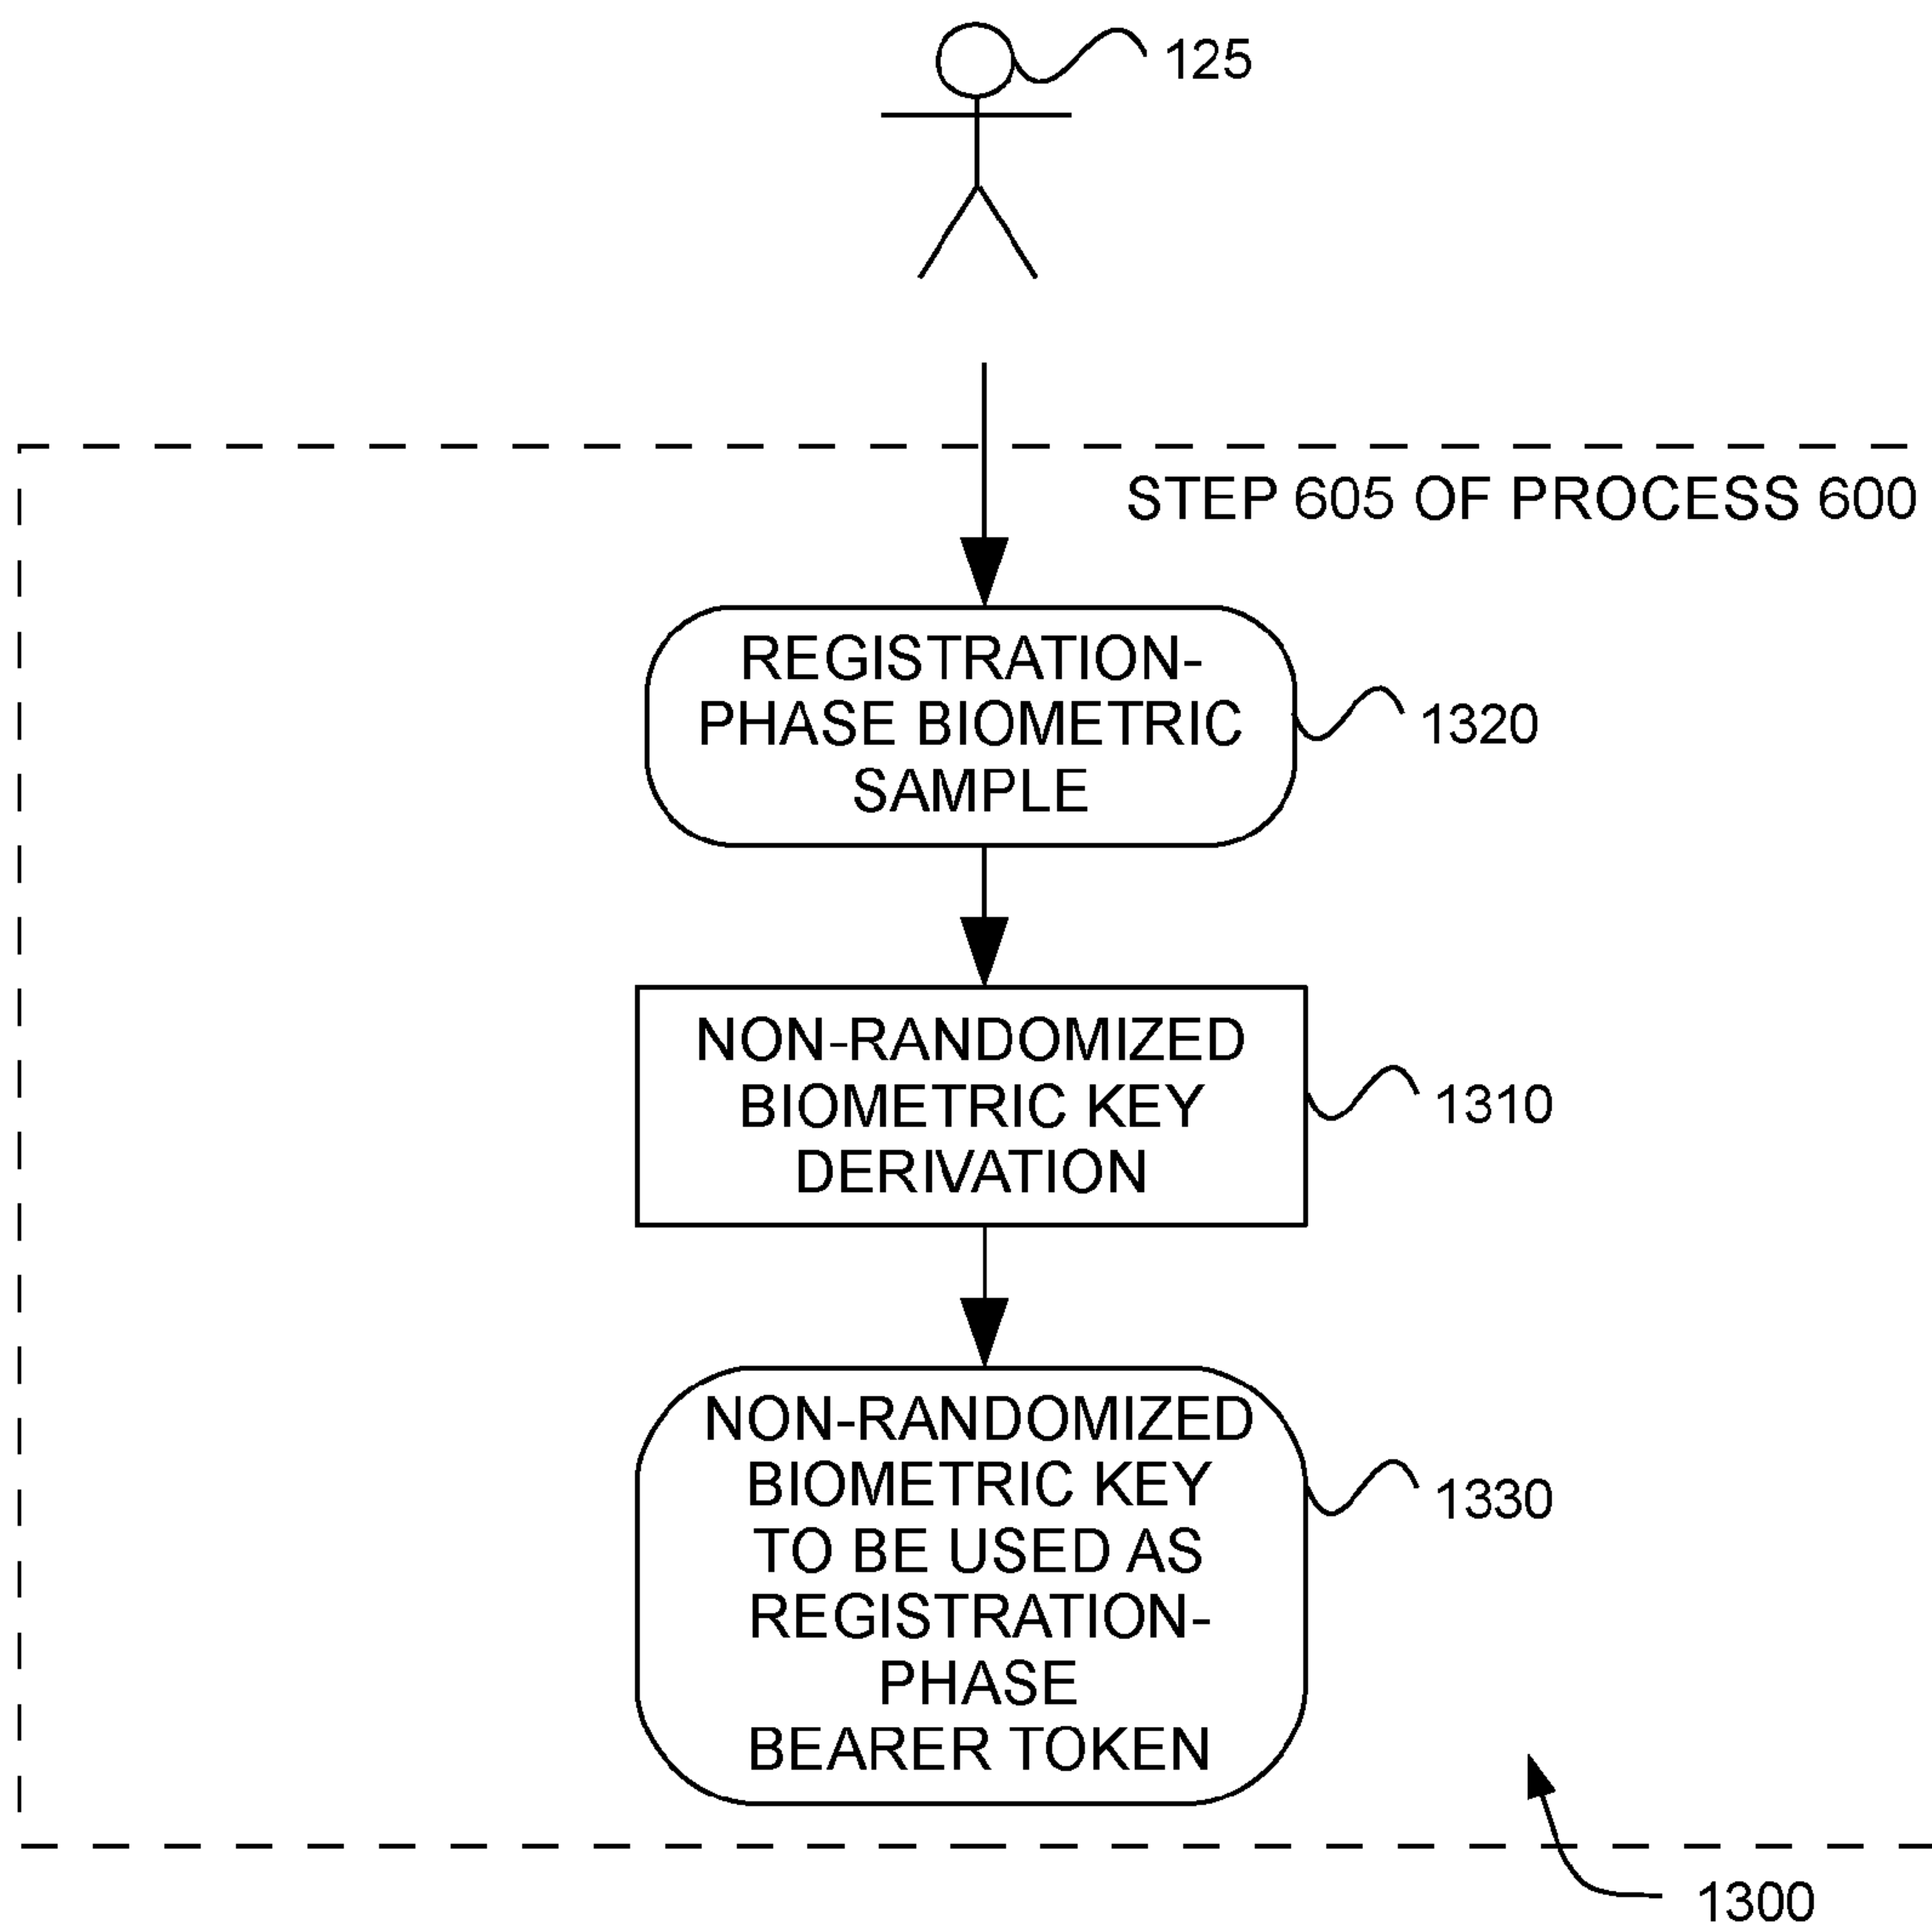 125
STEP 605 OF PROCESS 600
REGISTRATION-
PHASE BIOMETRIC
SAMPLE
1320
NON-RANDOMIZED
BIOMETRIC KEY
DERIVATION
1310
NON-RANDOMIZED
BIOMETRIC KEY
TO BE USED AS
REGISTRATION-
PHASE
BEARER TOKEN
1330
1300